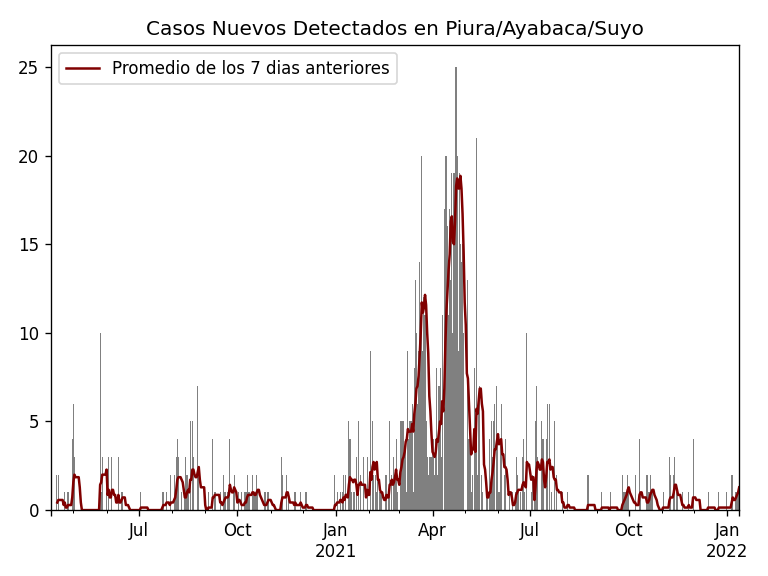 Casos Nuevos Detectados en Piura/Ayabaca/Suyo
Promedio de los 7 dias anteriores
25
20
15
10
5
0
Jul
Oct
Jan
2021
Apr
Jul
Oct
Jan
2022